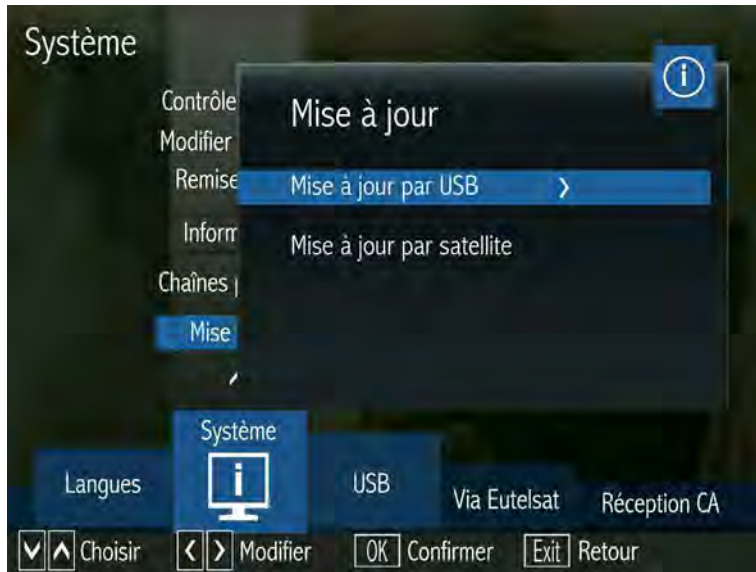 Système
Contrôle
Modifier
Remise
Inform
Chaînes
Mise
Mise à jour
Mise à jour par USB
Mise à jour par satellite
Langues
Système
USB
Via Eutelsat
Réception CA
Choisir
Modifier
OK Confirmer
Exit Retour